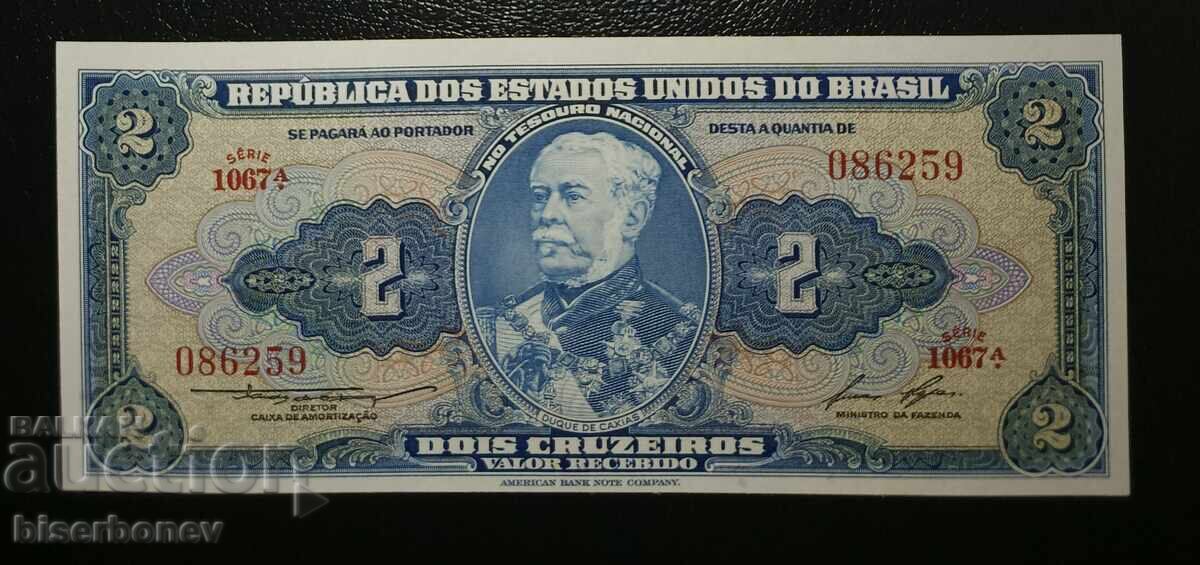 REPÚBLICA DOS ESTADOS UNIDOS DO BRASIL
2
2
SE PAGARÁ AO PORTADOR
NO TESOURO NACIONAL
DESTA A QUANTIA DE
SÉRIE
1067ᴬ.
086259
2
2
086259
SÉRIE
1067ᴬ.
DIRETOR
CAIXA DE AMORTIZAÇÃO
DUQUE DE CAXIAS
MINISTRO DA FAZENDA
2
2
DOIS CRUZEIROS
VALOR RECEBIDO
AMERICAN BANK NOTE COMPANY.
BALKAN
auction
biserbonev